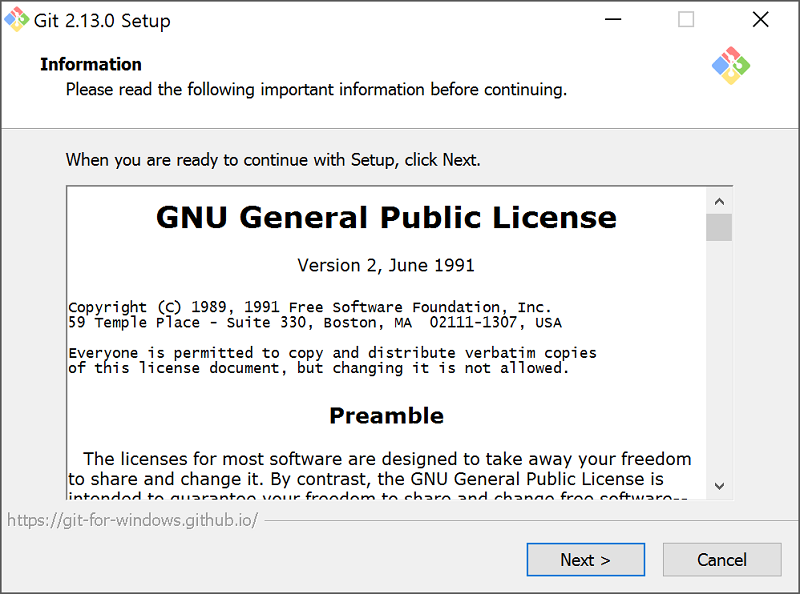 Git 2.13.0 Setup
Information
Please read the following important information before continuing.
When you are ready to continue with Setup, click Next.
GNU General Public License
Version 2, June 1991
Copyright (C) 1989, 1991 Free Software Foundation, Inc.
59 Temple Place - Suite 330, Boston, MA  02111-1307, USA
Everyone is permitted to copy and distribute verbatim copies
of this license document, but changing it is not allowed.
Preamble
The licenses for most software are designed to take away your freedom
to share and change it. By contrast, the GNU General Public License is
intended to guarantee your freedom to share and change free software--
https://git-for-windows.github.io/
Next >
Cancel